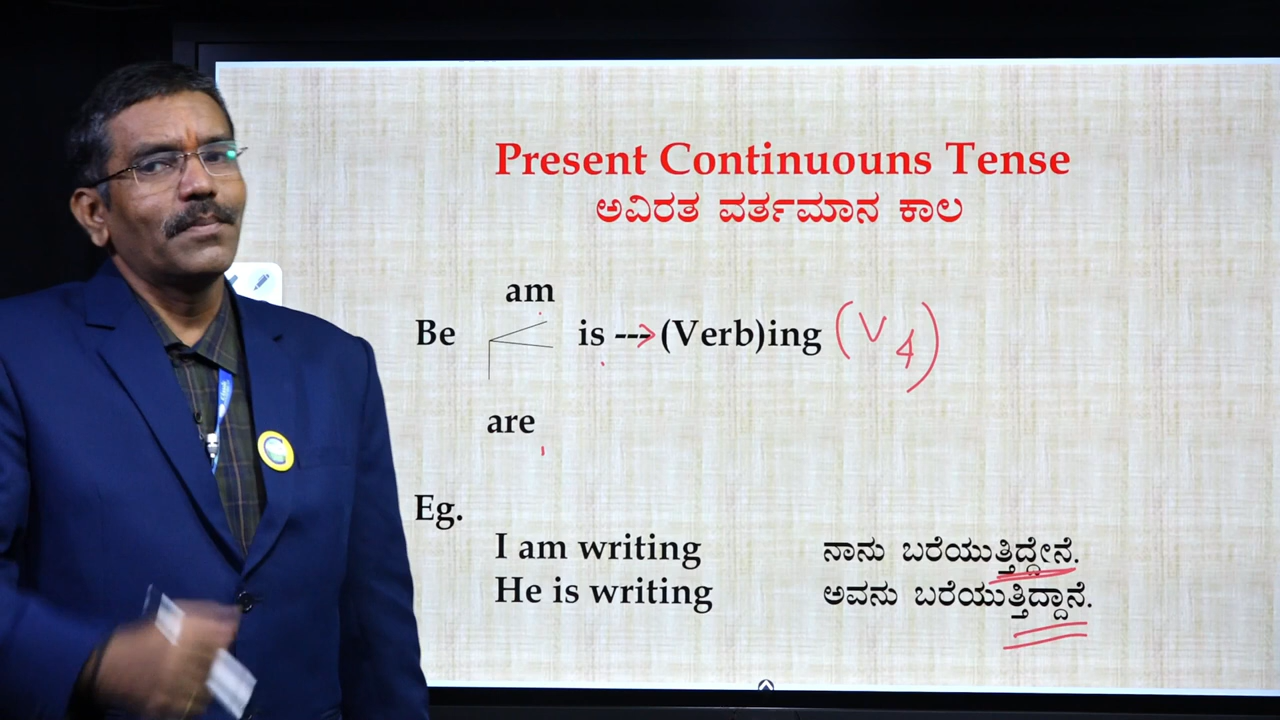 Present Continuouns Tense
ಅವಿರತ ವರ್ತಮಾನ ಕಾಲ
am
Be is ---> (Verb)ing (V4)
are
Eg.
I am writing ನಾನು ಬರೆಯುತ್ತಿದ್ದೇನೆ.
He is writing ಅವನು ಬರೆಯುತ್ತಿದ್ದಾನೆ.